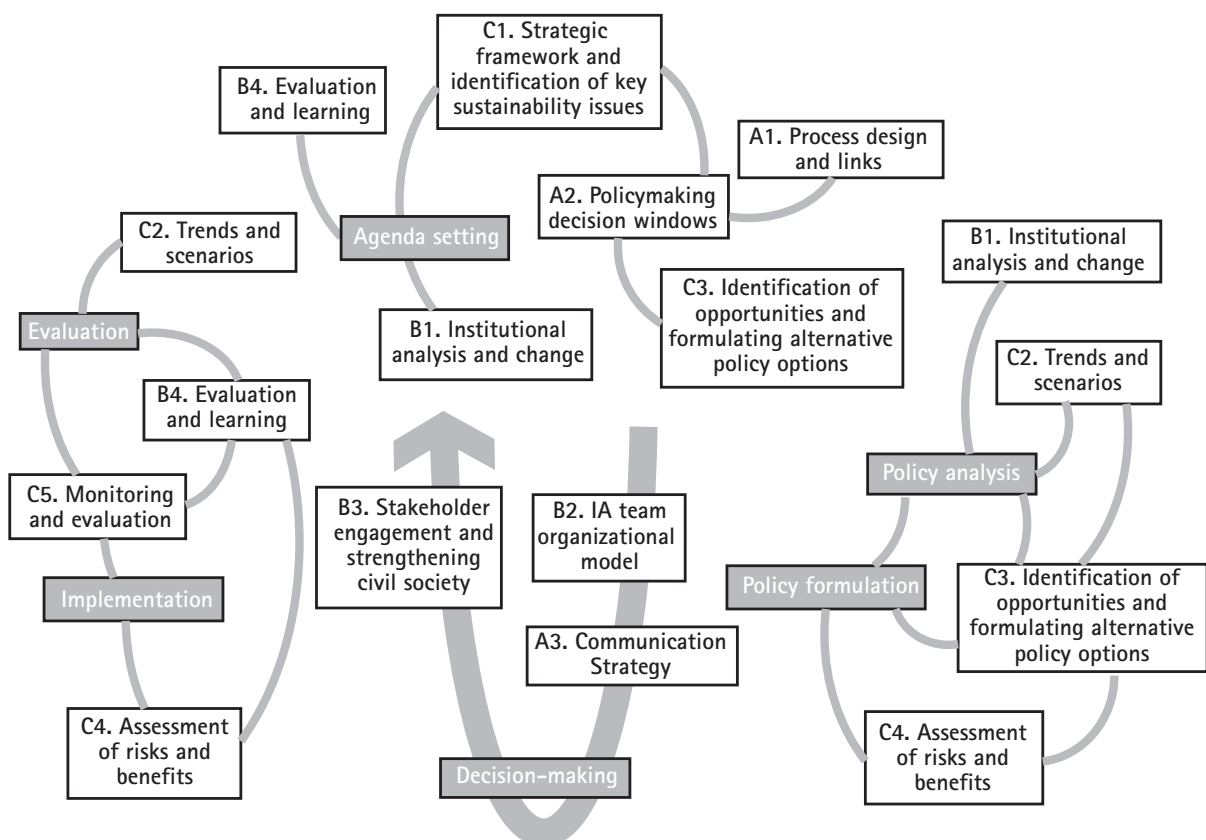 C1. Strategic
framework and
identification of key
sustainability issues
B4. Evaluation
and learning
A1. Process design
and links
A2. Policymaking
decision windows
Agenda setting
C2. Trends and
scenarios
B1. Institutional
analysis and change
C3. Identification of
opportunities and
formulating alternative
policy options
Evaluation
B1. Institutional
analysis and change
C2. Trends and
scenarios
B4. Evaluation
and learning
Policy analysis
C5. Monitoring
and evaluation
B3. Stakeholder
engagement and
strengthening
civil society
B2. IA team
organizational
model
Implementation
Policy formulation
C3. Identification of
opportunities and
formulating alternative
policy options
A3. Communication
Strategy
C4. Assessment
of risks and
benefits
Decision-making
C4. Assessment
of risks and
benefits